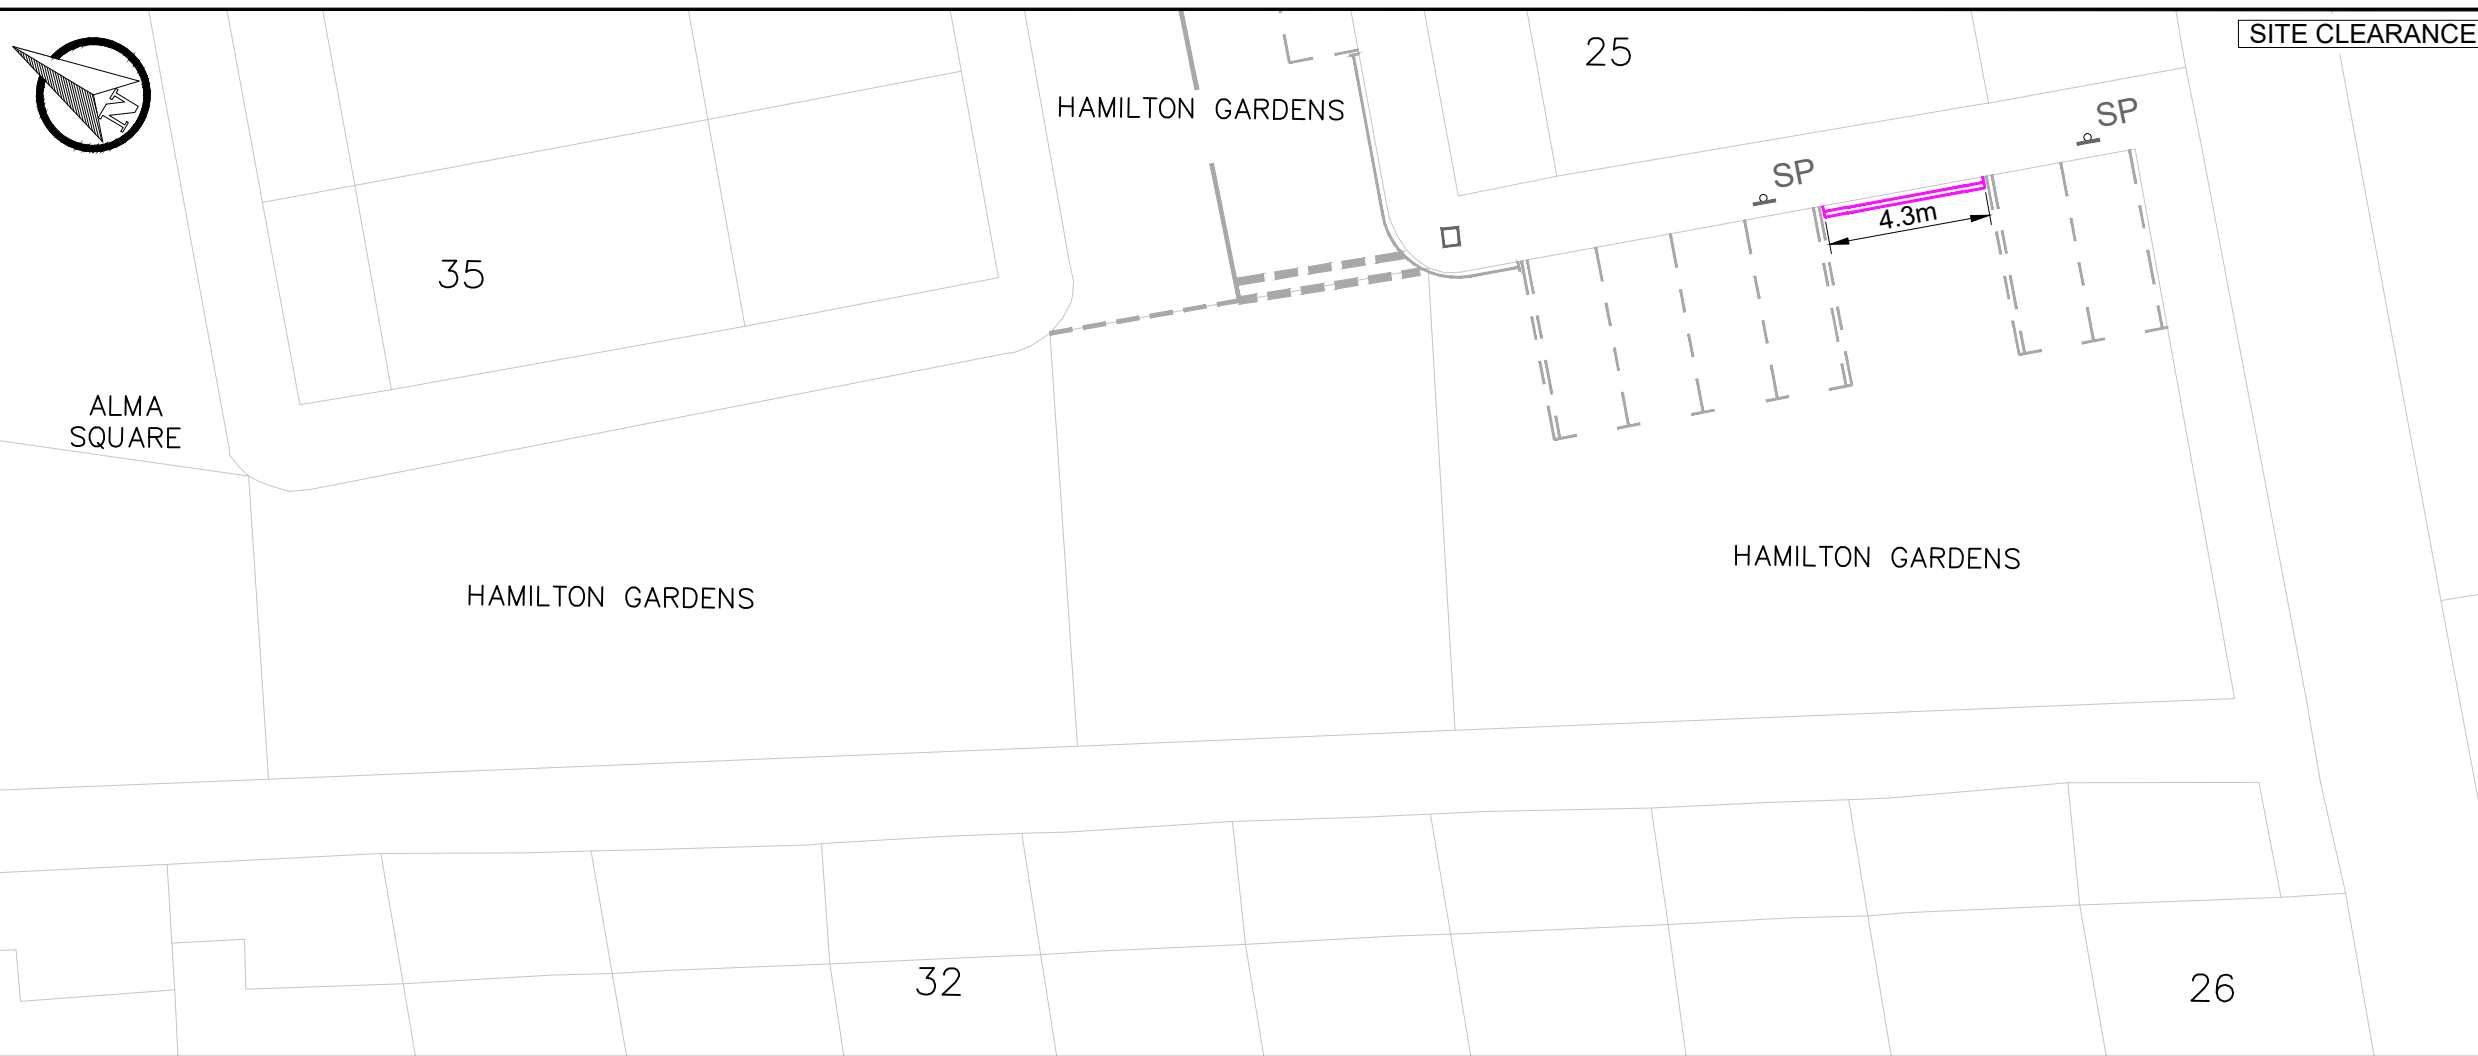 SITE CLEARANCE
25
HAMILTON GARDENS
N
SP
SP
4.3m
35
ALMA
SQUARE
HAMILTON GARDENS
HAMILTON GARDENS
32
26